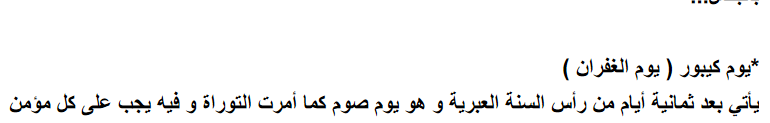 *يوم كيبور ( يوم الغفران )
يأتي بعد ثمانية أيام من رأس السنة العبرية و هو يوم صوم كما أمرت التوراة و فيه يجب على كل مؤمن